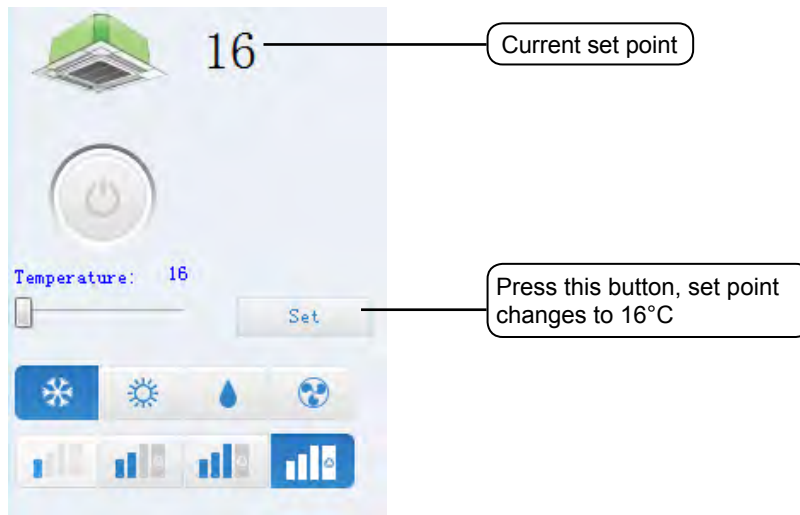 16
Current set point
Temperature: 16
Press this button, set point
changes to 16°C
Set